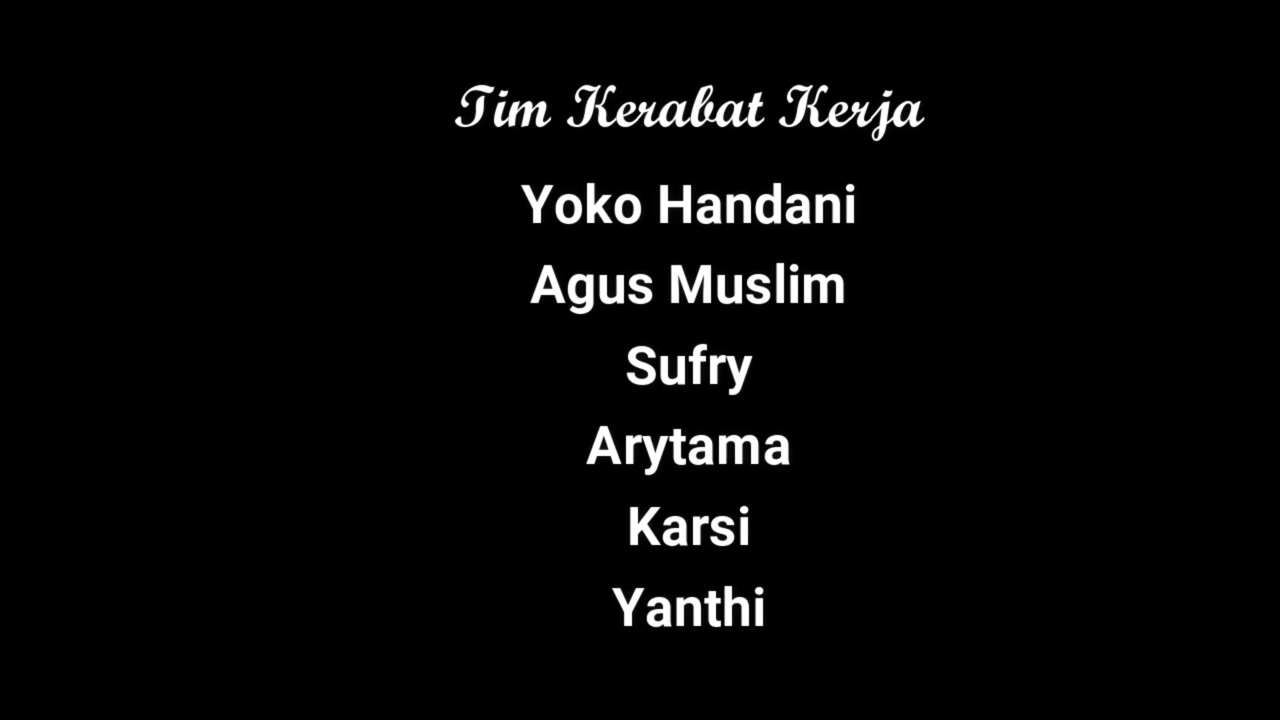 Tim Kerabat Kerja
Yoko Handani
Agus Muslim
Sufry
Arytama
Karsi
Yanthi